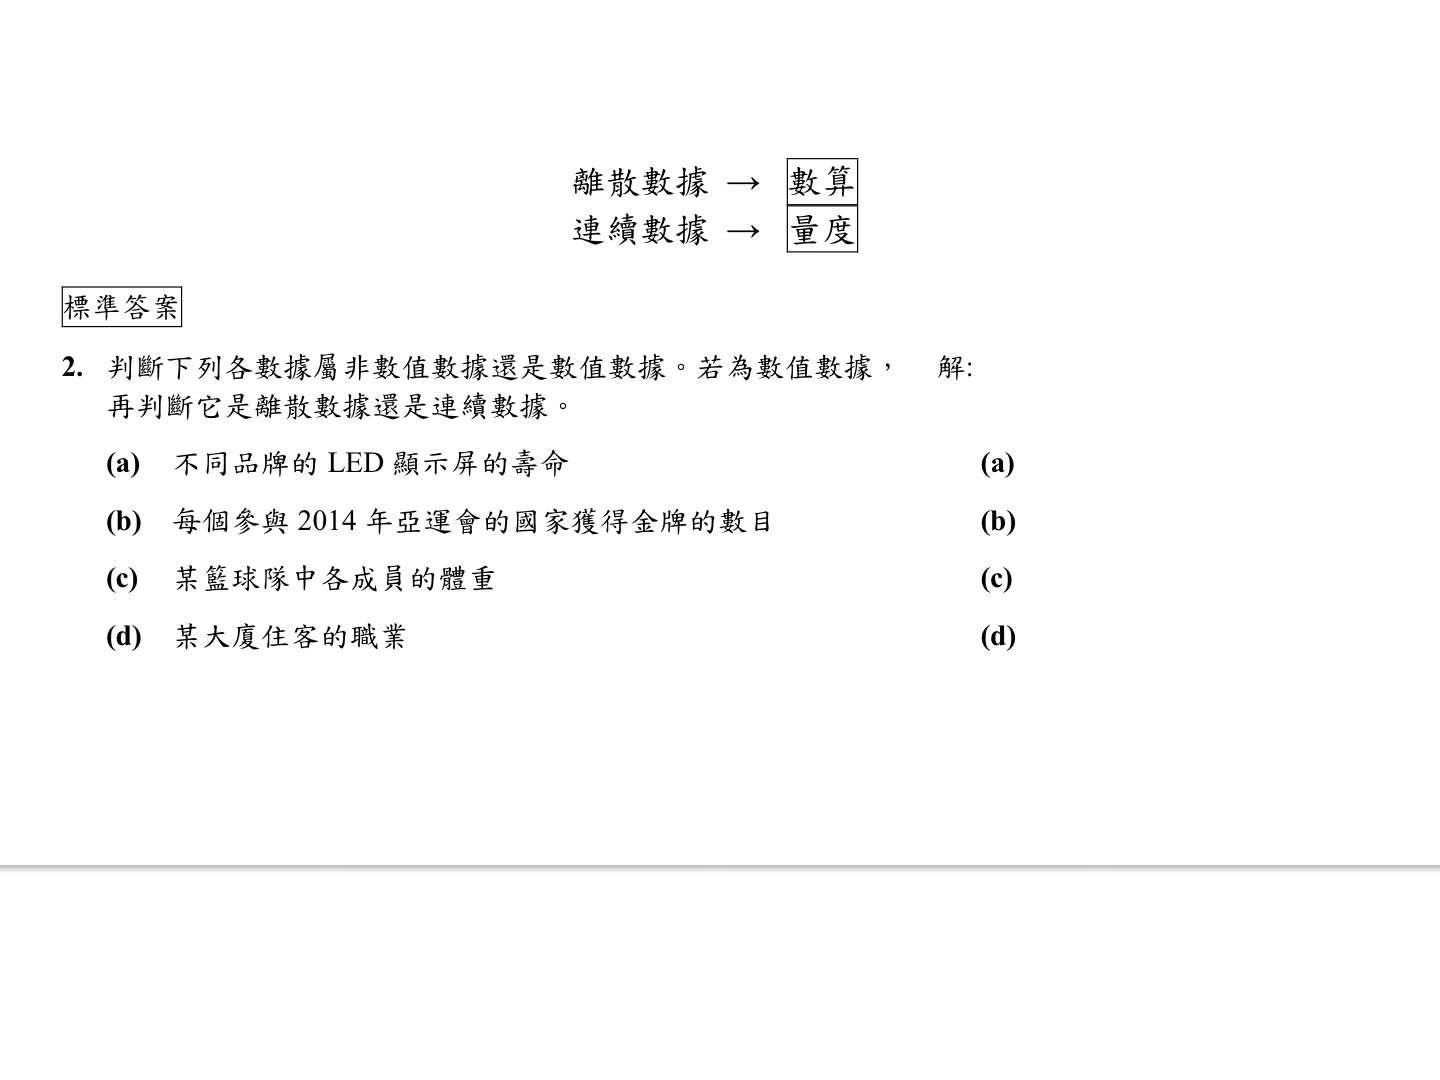 離散數據 → 數算
連續數據 → 量度
標準答案
2. 判斷下列各數據屬非數值數據還是數值數據。若為數值數據， 解:
再判斷它是離散數據還是連續數據。
(a) 不同品牌的 LED 顯示屏的壽命 (a)
(b) 每個參與 2014 年亞運會的國家獲得金牌的數目 (b)
(c) 某籃球隊中各成員的體重 (c)
(d) 某大廈住客的職業 (d)